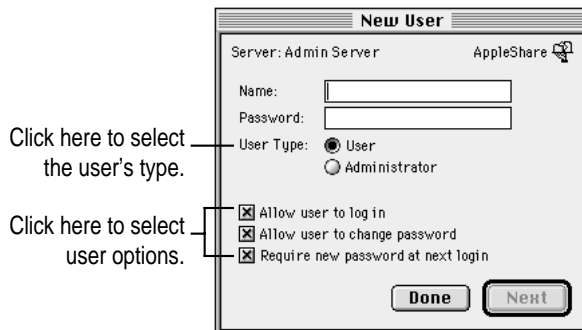 New User
Server: Admin Server AppleShare
Name:
Password:
Click here to select
the user's type.
User Type: User
Administrator
Click here to select
user options.
Allow user to log in
Allow user to change password
Require new password at next login
Done Next